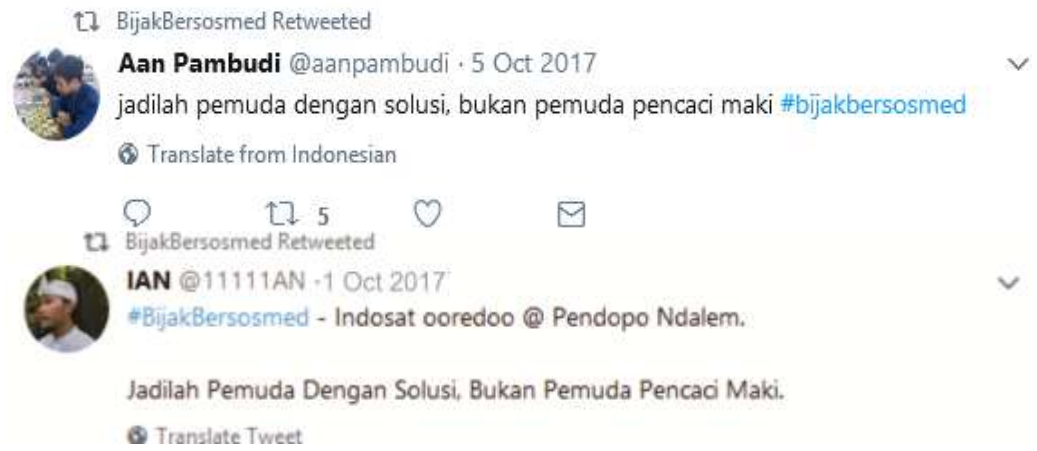 BijakBersosmed Retweeted
Aan Pambudi @aanpambudi · 5 Oct 2017
jadilah pemuda dengan solusi, bukan pemuda pencaci maki #bijakbersosmed
Translate from Indonesian
5
BijakBersosmed Retweeted
IAN @11111AN ·1 Oct 2017
#BijakBersosmed - Indosat ooredoo @ Pendopo Ndalem.
Jadilah Pemuda Dengan Solusi, Bukan Pemuda Pencaci Maki.
Translate Tweet